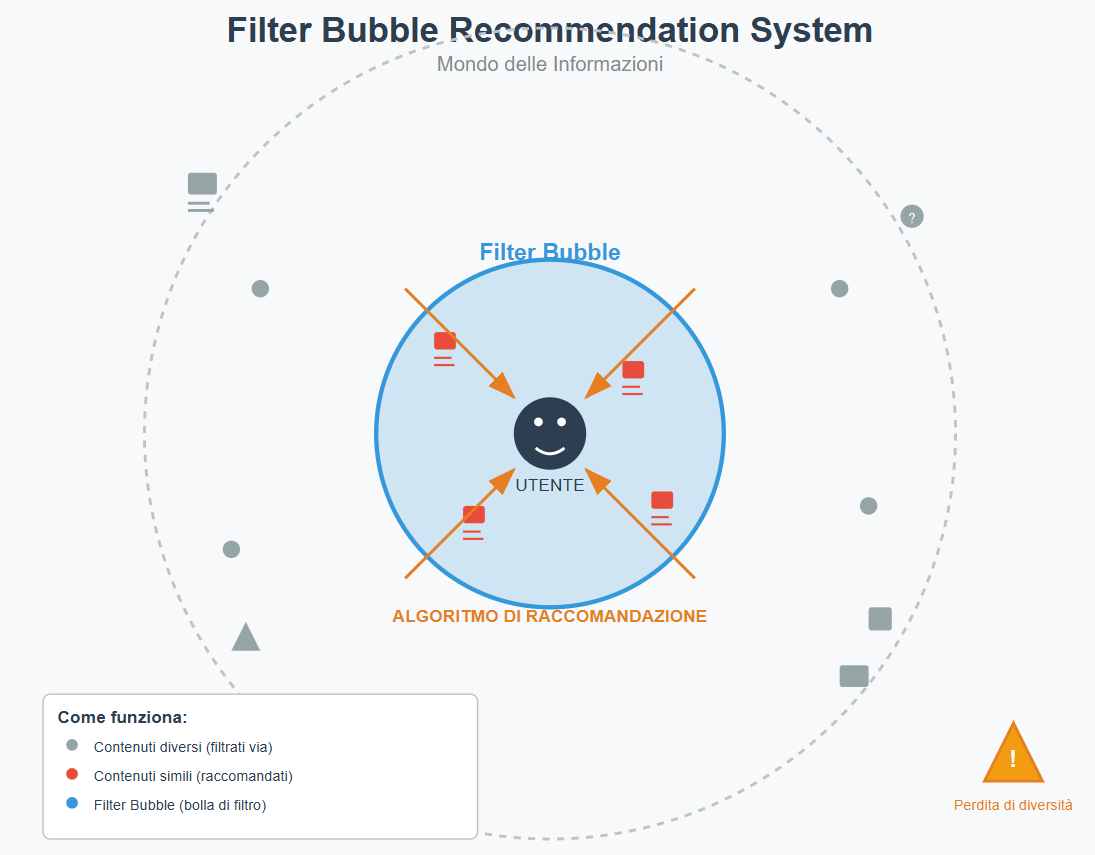 Filter Bubble Recommendation System
Mondo delle Informazioni
?
Filter Bubble
UTENTE
ALGORITMO DI RACCOMANDAZIONE
Come funziona:
Contenuti diversi (filtrati via)
Contenuti simili (raccomandati)
Filter Bubble (bolla di filtro)
!
Perdita di diversità